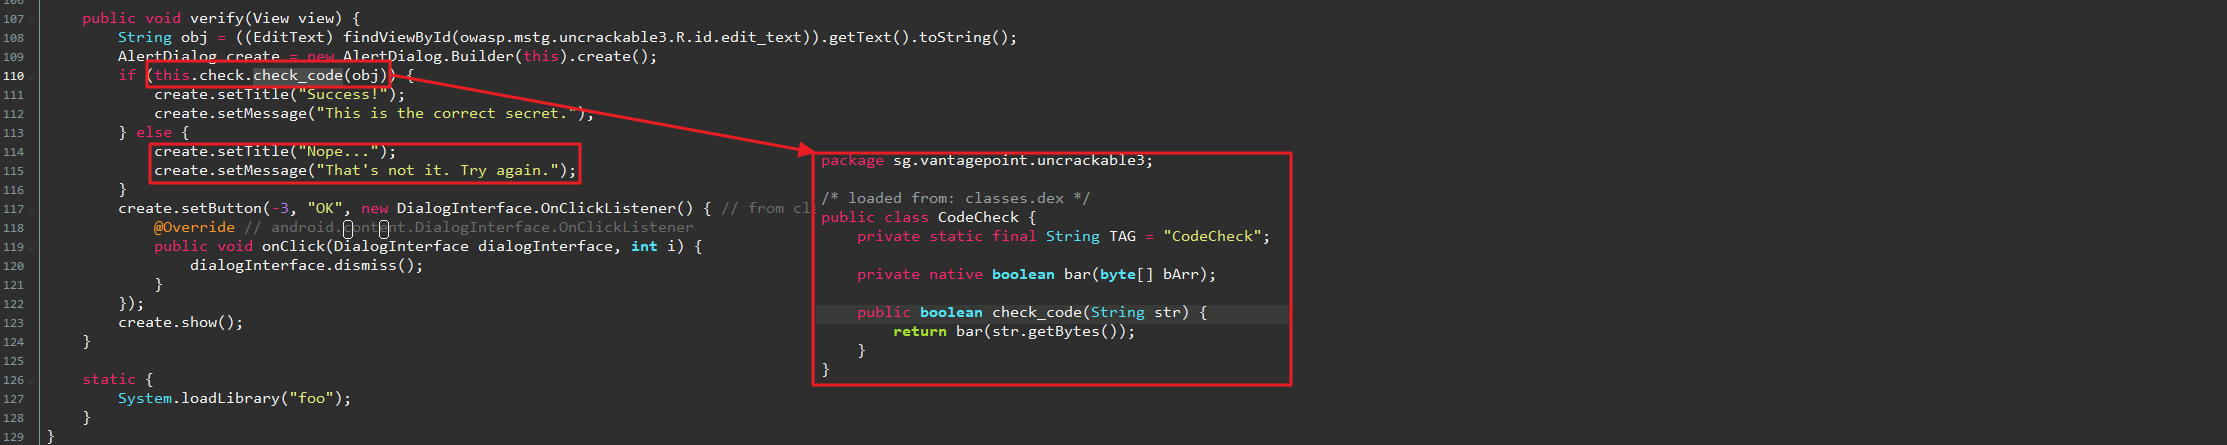 106
107 public void verify(View view) {
108 String obj = ((EditText) findViewById(owasp.mstg.uncrackable3.R.id.edit_text)).getText().toString();
109 AlertDialog create = new AlertDialog.Builder(this).create();
110 if (this.check.check_code(obj)) {
111 create.setTitle("Success!");
112 create.setMessage("This is the correct secret.");
113 } else {
114 create.setTitle("Nope...");
115 create.setMessage("That's not it. Try again.");
116 }
117 create.setButton(-3, "OK", new DialogInterface.OnClickListener() { // from cl
118 @Override // android.content.DialogInterface.OnClickListener
119 public void onClick(DialogInterface dialogInterface, int i) {
120 dialogInterface.dismiss();
121 }
122 });
123 create.show();
124 }
125
126 static {
127 System.loadLibrary("foo");
128 }
129 }
package sg.vantagepoint.uncrackable3;
/* loaded from: classes.dex */
public class CodeCheck {
private static final String TAG = "CodeCheck";
private native boolean bar(byte[] bArr);
public boolean check_code(String str) {
return bar(str.getBytes());
}
}